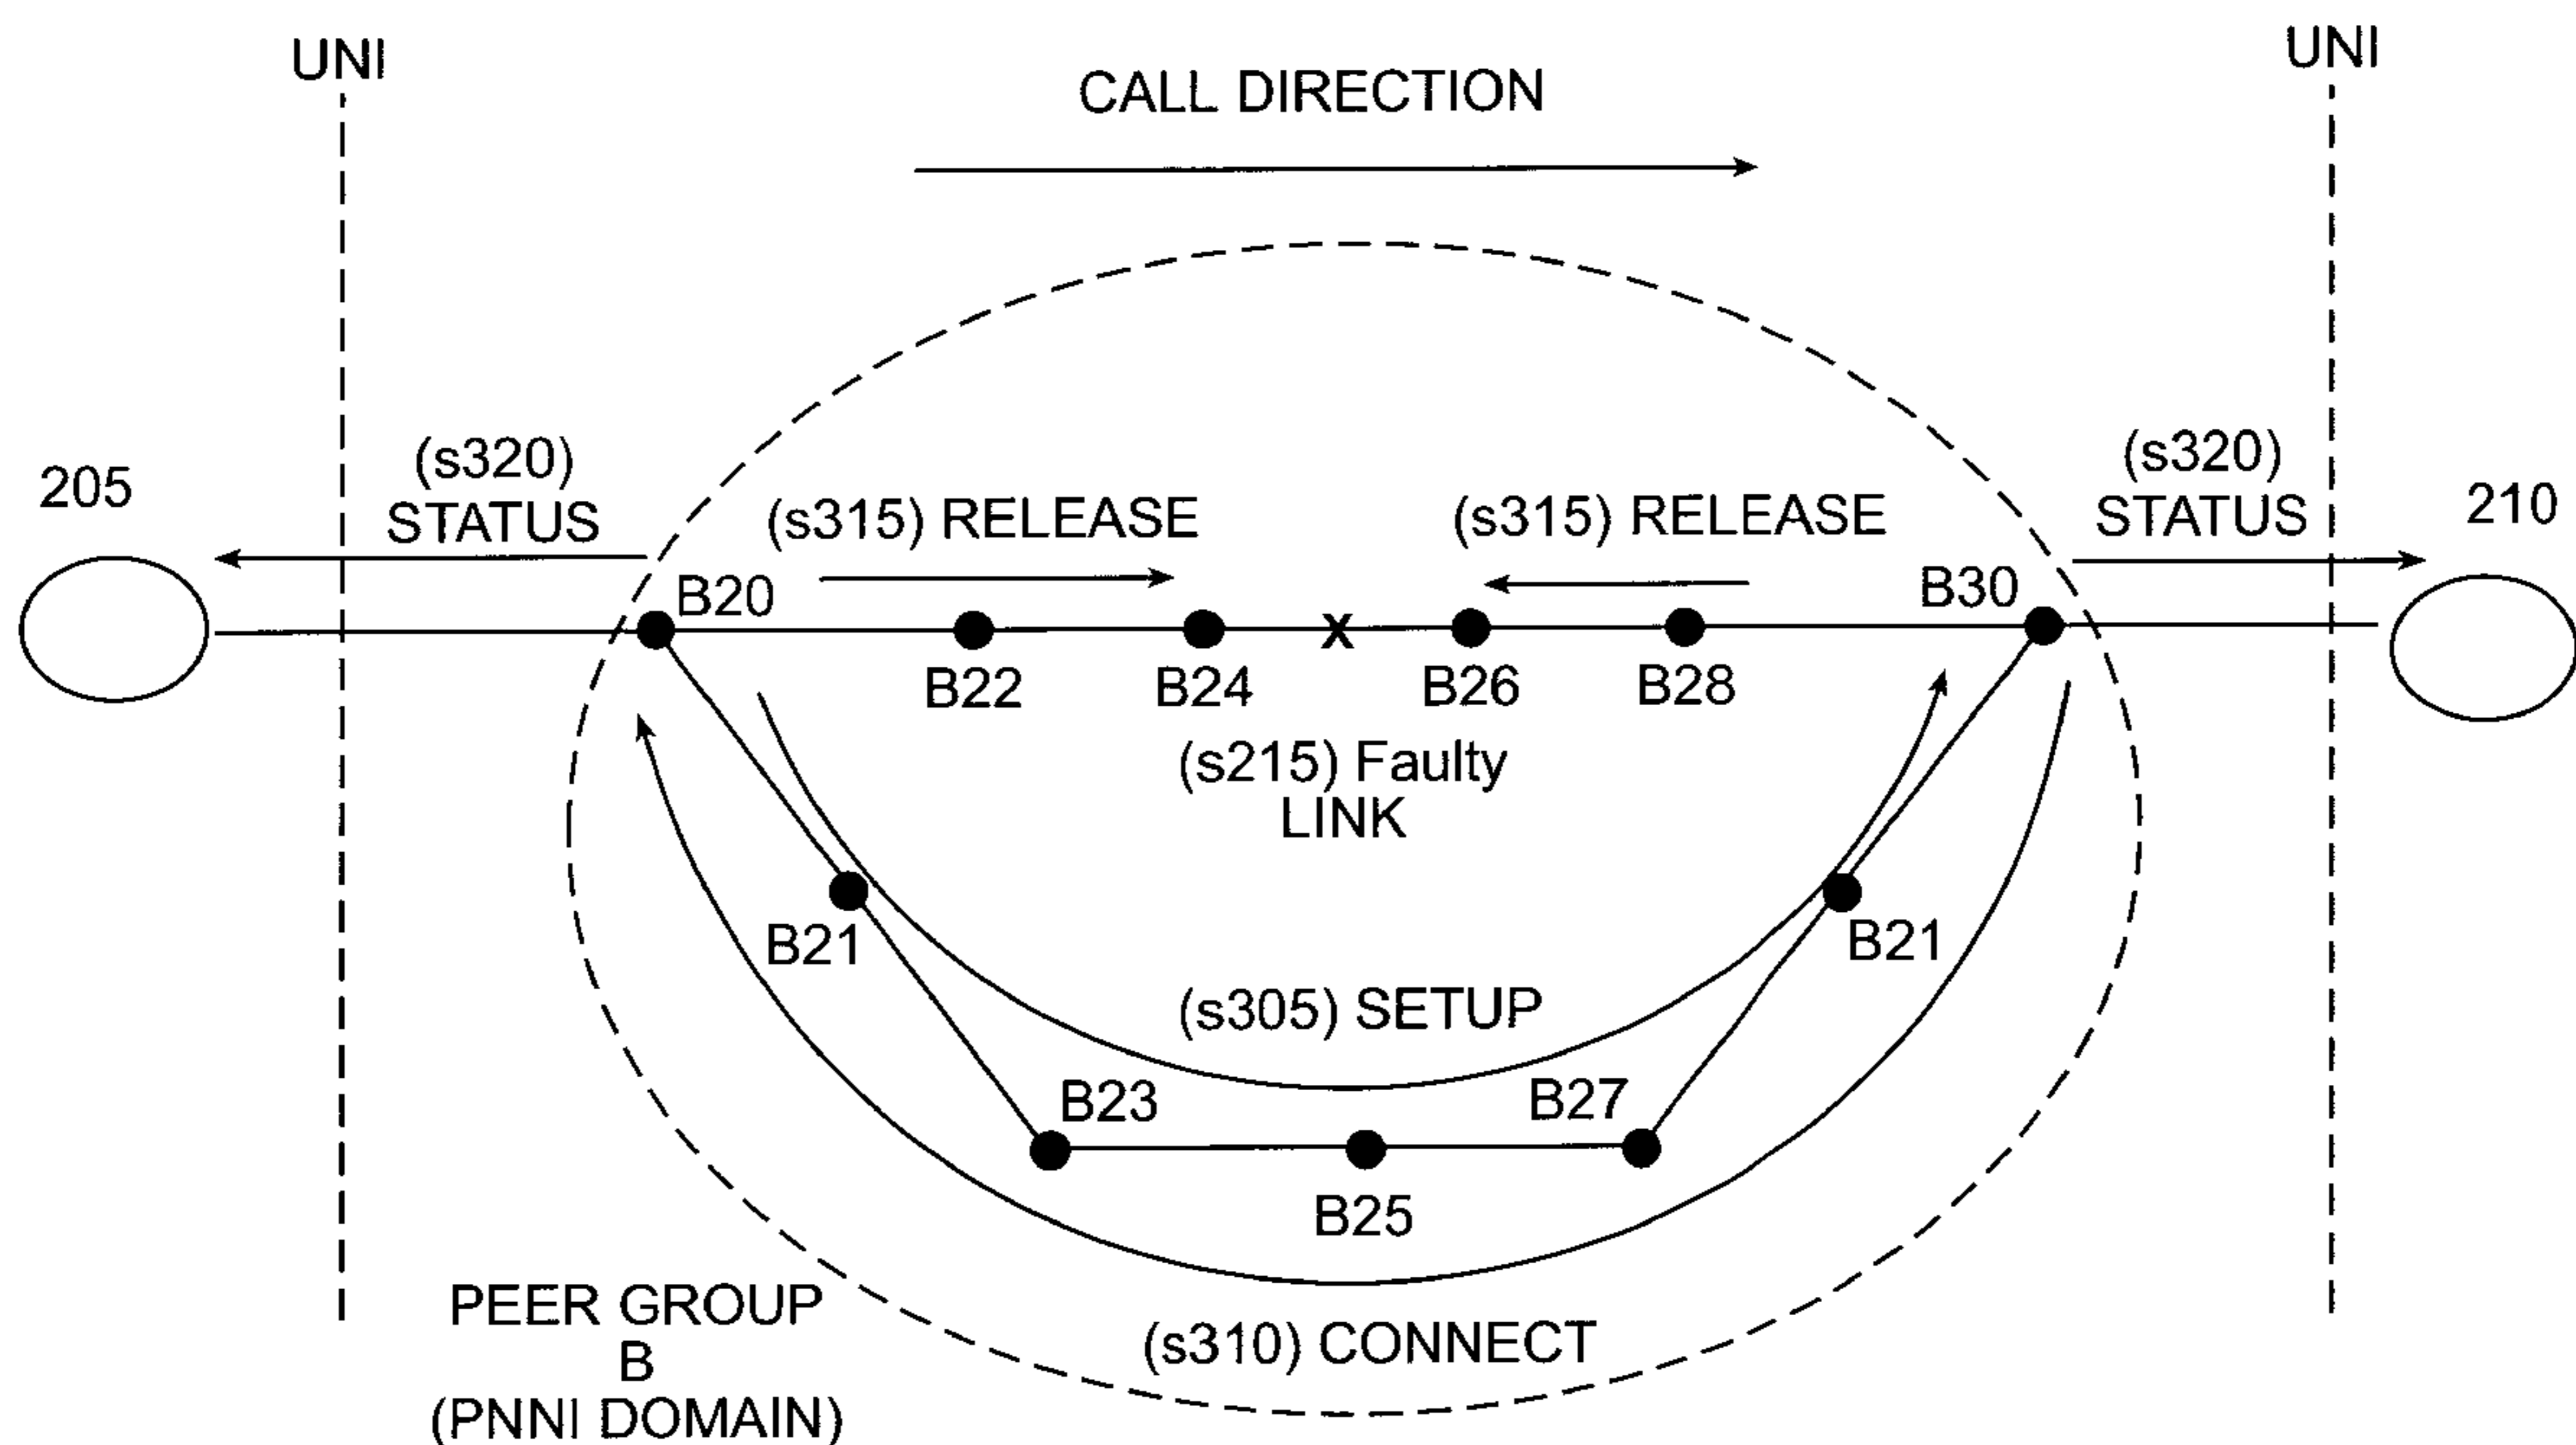 UNI
UNI
CALL DIRECTION
(s320)
STATUS
(s320)
STATUS
205
210
(s315) RELEASE
(s315) RELEASE
B20
B30
B22
B24
X
B26
B28
(s215) Faulty
LINK
B21
B21
(s305) SETUP
B23
B27
B25
PEER GROUP
B
(PNNI DOMAIN)
(s310) CONNECT